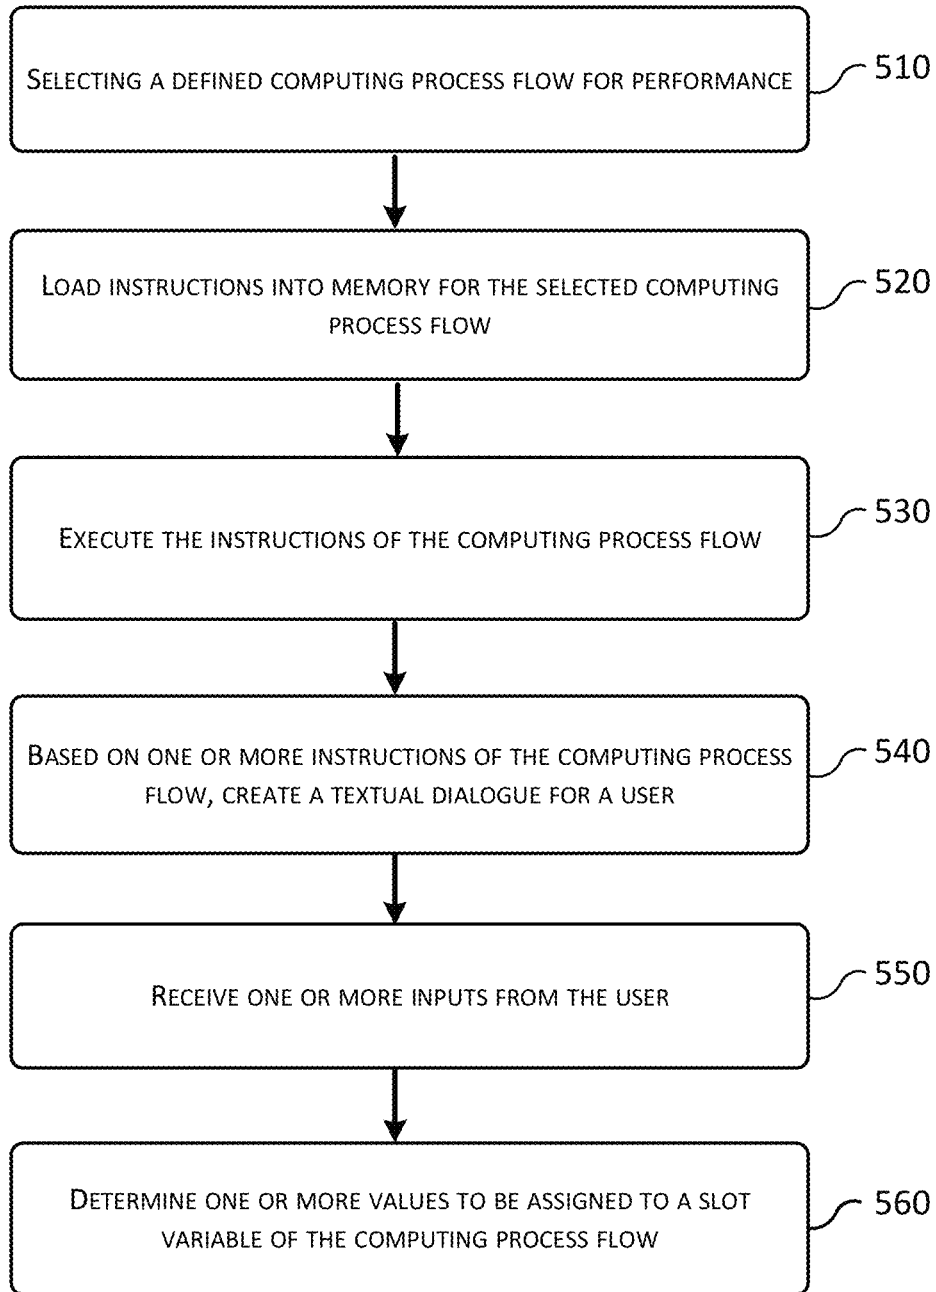 SELECTING A DEFINED COMPUTING PROCESS FLOW FOR PERFORMANCE
510
LOAD INSTRUCTIONS INTO MEMORY FOR THE SELECTED COMPUTING
PROCESS FLOW
520
EXECUTE THE INSTRUCTIONS OF THE COMPUTING PROCESS FLOW
530
BASED ON ONE OR MORE INSTRUCTIONS OF THE COMPUTING PROCESS
FLOW, CREATE A TEXTUAL DIALOGUE FOR A USER
540
RECEIVE ONE OR MORE INPUTS FROM THE USER
550
DETERMINE ONE OR MORE VALUES TO BE ASSIGNED TO A SLOT
VARIABLE OF THE COMPUTING PROCESS FLOW
560